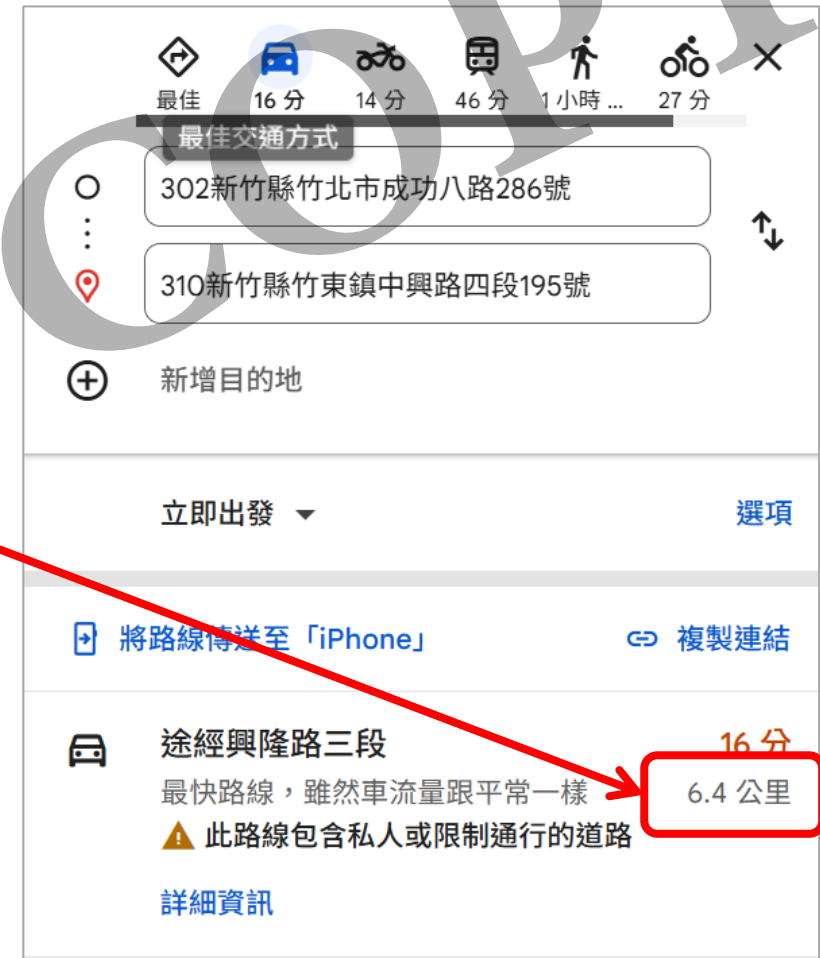 最佳 16 分 14 分 46 分 1 小時 ... 27 分
最佳交通方式
302新竹縣竹北市成功八路286號
310新竹縣竹東鎮中興路四段195號
新增目的地
立即出發 選項
將路線傳送至「iPhone」 複製連結
途經興隆路三段 16 分
最快路線，雖然車流量跟平常一樣 6.4 公里
此路線包含私人或限制通行的道路
詳細資訊
COP